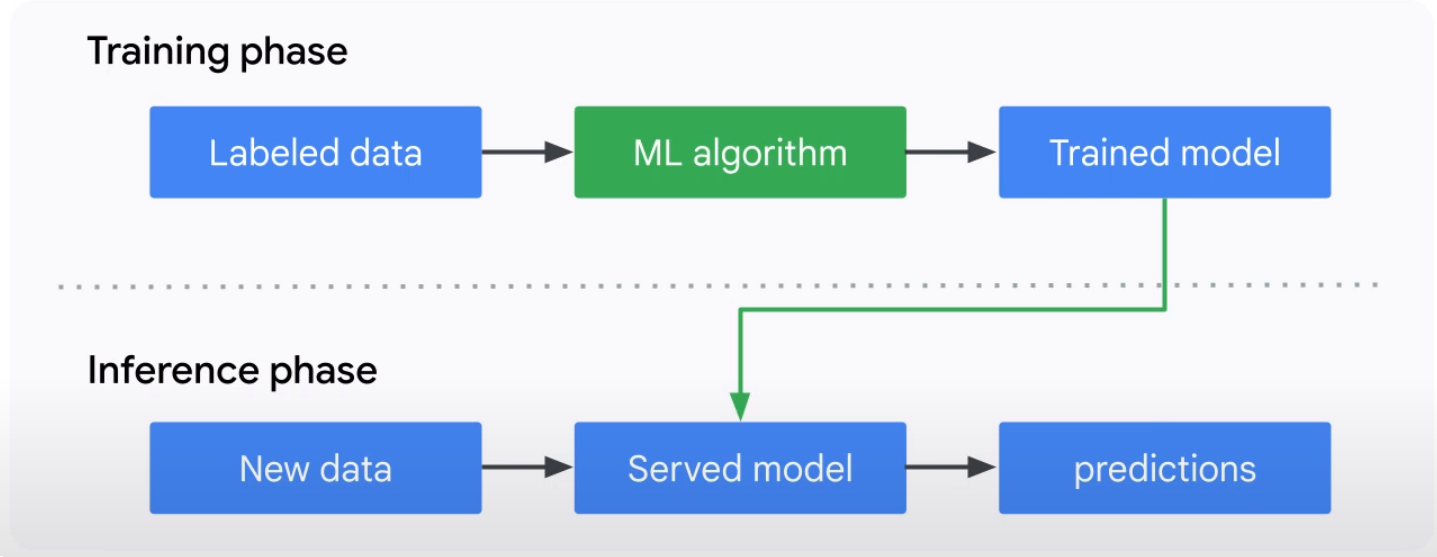 Training phase
Labeled data
ML algorithm
Trained model
Inference phase
New data
Served model
predictions